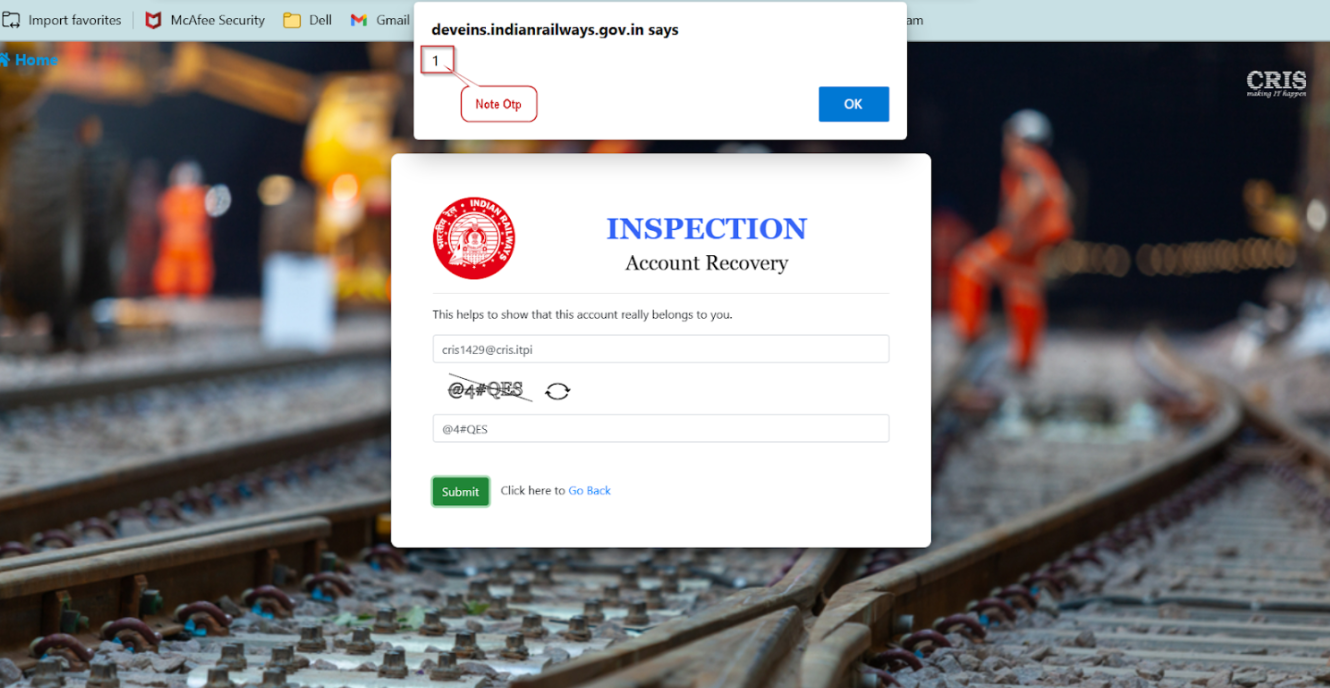 Import favorites McAfee Security Dell Gmail am
deveins.indianrailways.gov.in says
1
Note Otp
OK
Home
CRIS
making IT happen
INDIAN RAILWAYS
भारतीय रेल
INSPECTION
Account Recovery
This helps to show that this account really belongs to you.
cris1429@cris.itpi
@4#QES
@4#QES
Submit Click here to Go Back